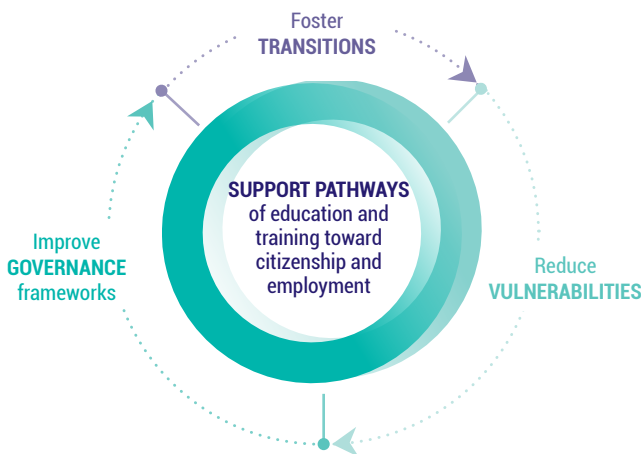 Foster
TRANSITIONS
SUPPORT PATHWAYS
of education and
training toward
citizenship and
employment
Improve
GOVERNANCE
frameworks
Reduce
VULNERABILITIES